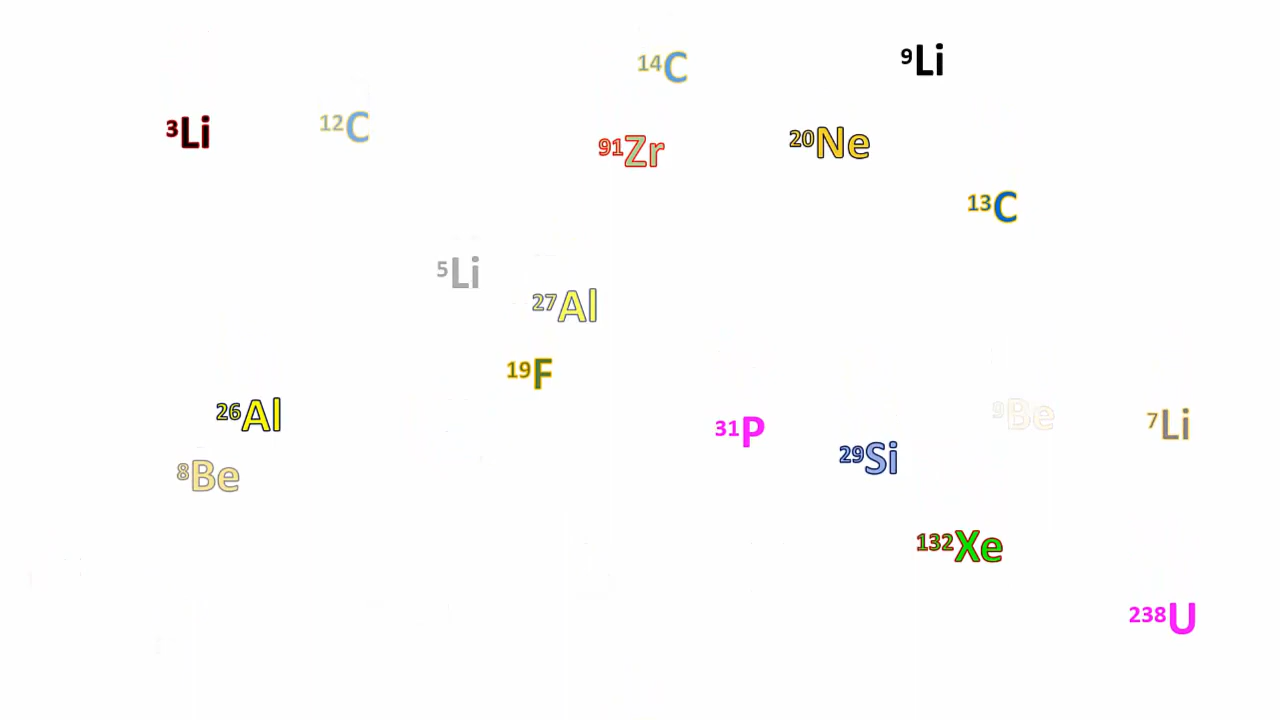 ⁹Li
¹⁴C
³Li
¹²C
⁹¹Zr
²⁰Ne
¹³C
⁵Li
²⁷Al
¹⁹F
²⁶Al
³¹P
⁹Be
⁷Li
²⁹Si
⁸Be
¹³²Xe
²³⁸U